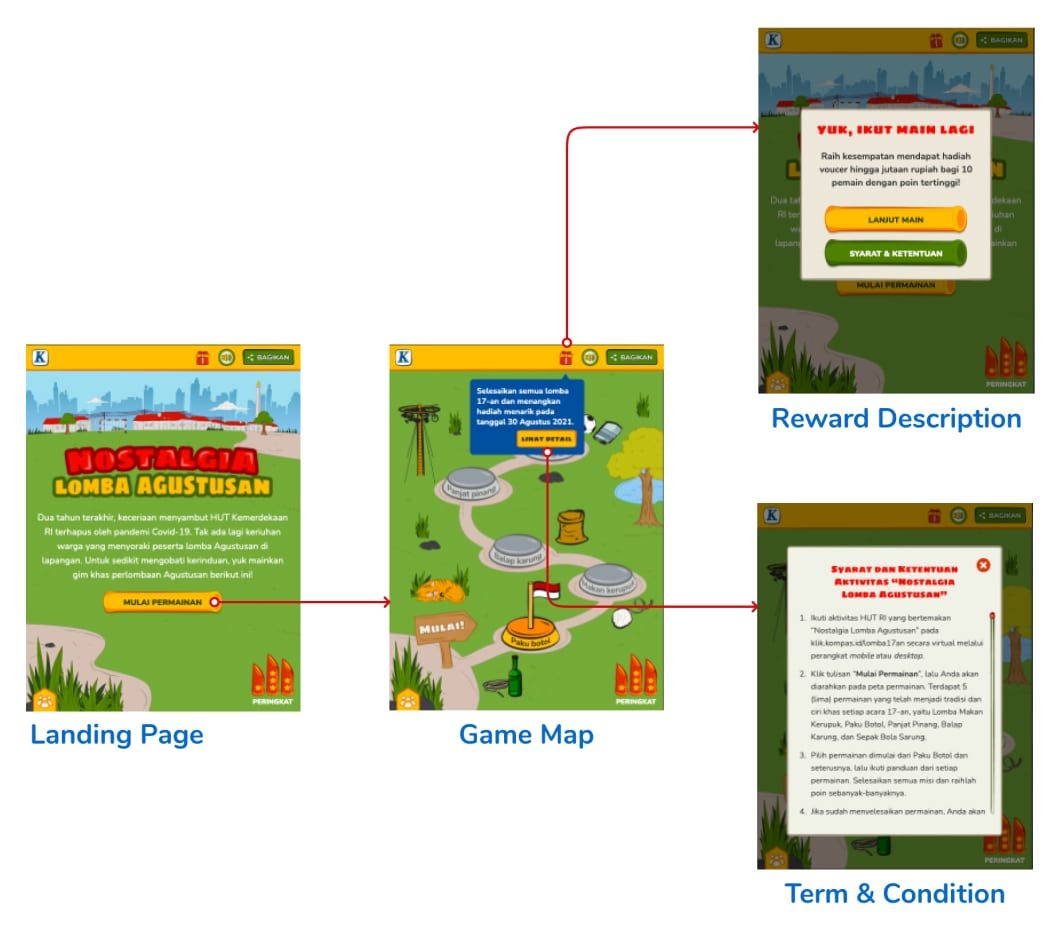 K
BAGIKAN
NOSTALGIA
LOMBA AGUSTUSAN
Dua tahun terakhir, keceriaan menyambut HUT Kemerdekaan
RI terhapus oleh pandemi Covid-19. Tak ada lagi keriuhan
warga yang menyoraki peserta lomba Agustusan di
lapangan. Untuk sedikit mengobati kerinduan, yuk mainkan
gim khas perlombaan Agustusan berikut ini!
MULAI PERMAINAN
PERINGKAT
Landing Page
K
BAGIKAN
Selesaikan semua lomba
17-an dan menangkan
hadiah menarik pada
tanggal 30 Agustus 2021.
LIHAT DETAIL
Panjat pinang
Balap karung
Makan kerupuk
MULAI!
Paku botol
PERINGKAT
Game Map
K
BAGIKAN
YUK, IKUT MAIN LAGI
Raih kesempatan mendapat hadiah
voucer hingga jutaan rupiah bagi 10
pemain dengan poin tertinggi!
LANJUT MAIN
SYARAT & KETENTUAN
Dua tah
dekaan
RI ter
iuhan
wa
di
lapang
ainkan
MULAI PERMAINAN
PERINGKAT
Reward Description
K
BAGIKAN
SYARAT DAN KETENTUAN
AKTIVITAS “NOSTALGIA
LOMBA AGUSTUSAN”
1. Ikuti aktivitas HUT RI yang bertemakan
“Nostalgia Lomba Agustusan” pada
klik.kompas.id/lomba17an secara virtual melalui
perangkat mobile atau desktop.
2. Klik tulisan “Mulai Permainan”, lalu Anda akan
diarahkan pada peta permainan. Terdapat 5
(lima) permainan yang telah menjadi tradisi dan
ciri khas setiap acara 17-an, yaitu Lomba Makan
Kerupuk, Paku Botol, Panjat Pinang, Balap
Karung, dan Sepak Bola Sarung.
3. Pilih permainan dimulai dari Paku Botol dan
seterusnya, lalu ikuti panduan dari setiap
permainan. Selesaikan semua misi dan raihlah
poin sebanyak-banyaknya.
4. Jika sudah menyelesaikan permainan, Anda akan
PERINGKAT
Term & Condition